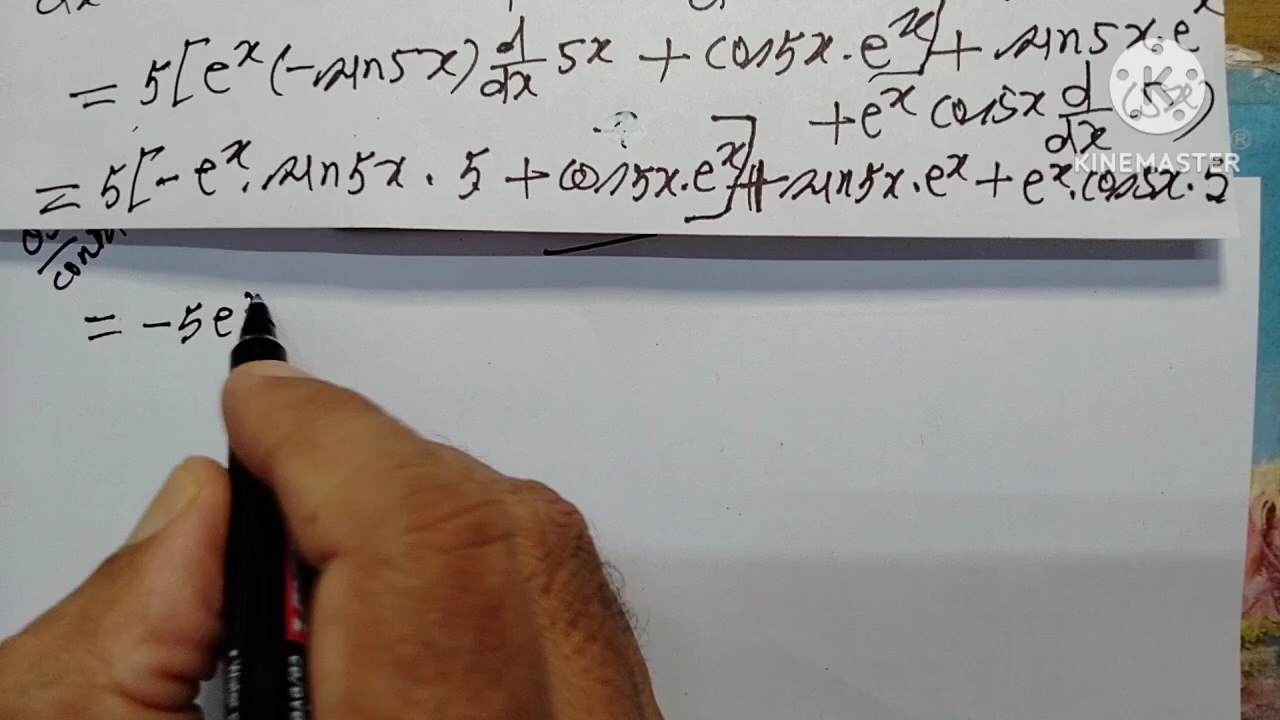 = 5[e^x(-sin5x) d/dx 5x + cos5x.e^x] + sin5x.e^x
+ e^x cos5x d/dx (5x)
KINEMASTER
= 5[-e^x. sin5x . 5 + cos5x.e^x] + sin5x.e^x + e^x.cos5x.5
= -5e^x